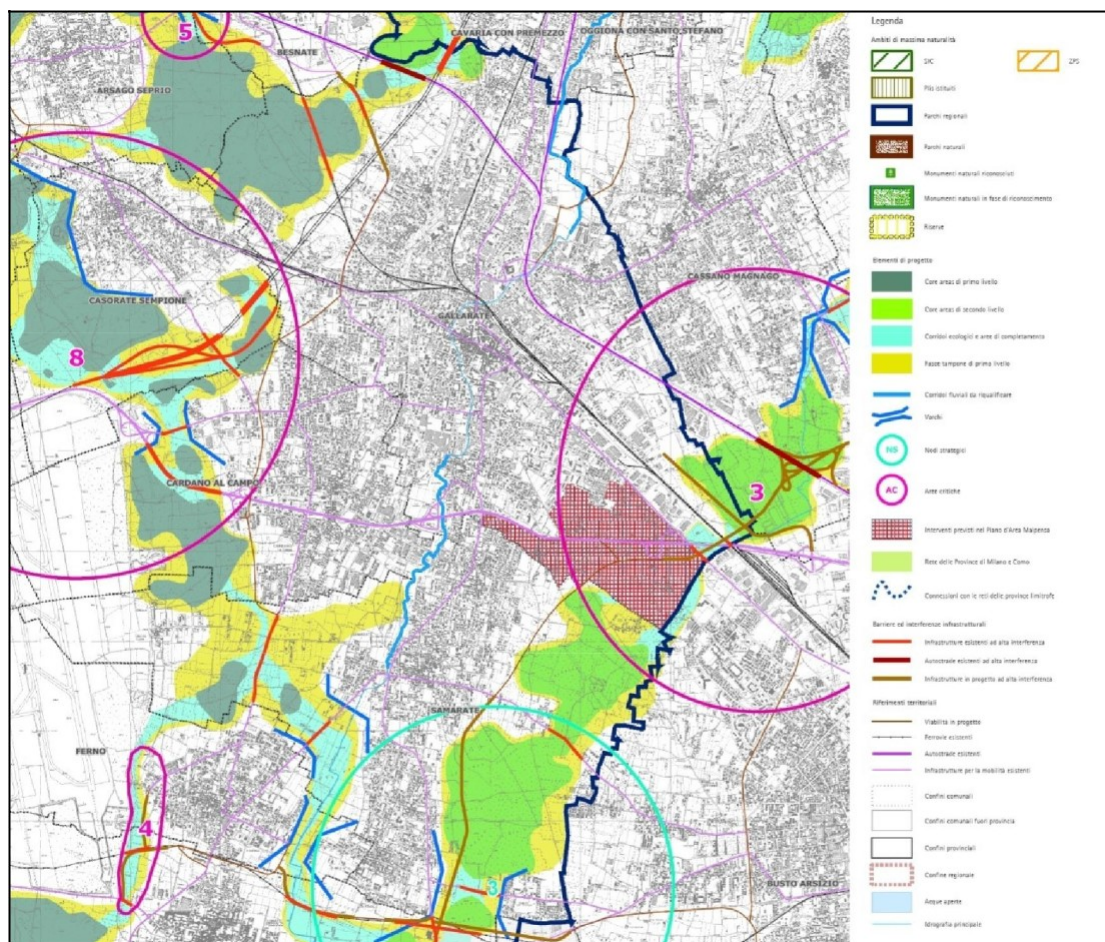 5
BESNATE
CAVARIA CON PREMEZZO
OGGIONA CON SANTO STEFANO
ARSAGO SEPRIO
CASSANO MAGNAGO
CASORATE SEMPIONE
GALLARATE
8
3
CARDANO AL CAMPO
SAMARATE
FERNO
4
3
BUSTO ARSIZIO
Legenda
Ambiti di massima naturalità
SIC
ZPS
Plis istituiti
Parchi regionali
Parchi naturali
Monumenti naturali riconosciuti
Monumenti naturali in fase di riconoscimento
Riserve
Elementi di progetto
Core areas di primo livello
Core areas di secondo livello
Corridoi ecologici e aree di completamento
Fasce tampone di primo livello
Corridoi fluviali da riqualificare
Varchi
NS
Nodi strategici
AC
Aree critiche
Interventi previsti nel Piano d'Area Malpensa
Rete delle Province di Milano e Como
Connessioni con le reti delle province limitrofe
Barriere ed interferenze infrastrutturali
Infrastrutture esistenti ad alta interferenza
Autostrade esistenti ad alta interferenza
Infrastrutture in progetto ad alta interferenza
Riferimenti territoriali
Viabilità in progetto
Ferrovie esistenti
Autostrade esistenti
Infrastrutture per la mobilità esistenti
Confini comunali
Confini comunali fuori provincia
Confini provinciali
Confine regionale
Acque aperte
Idrografia principale